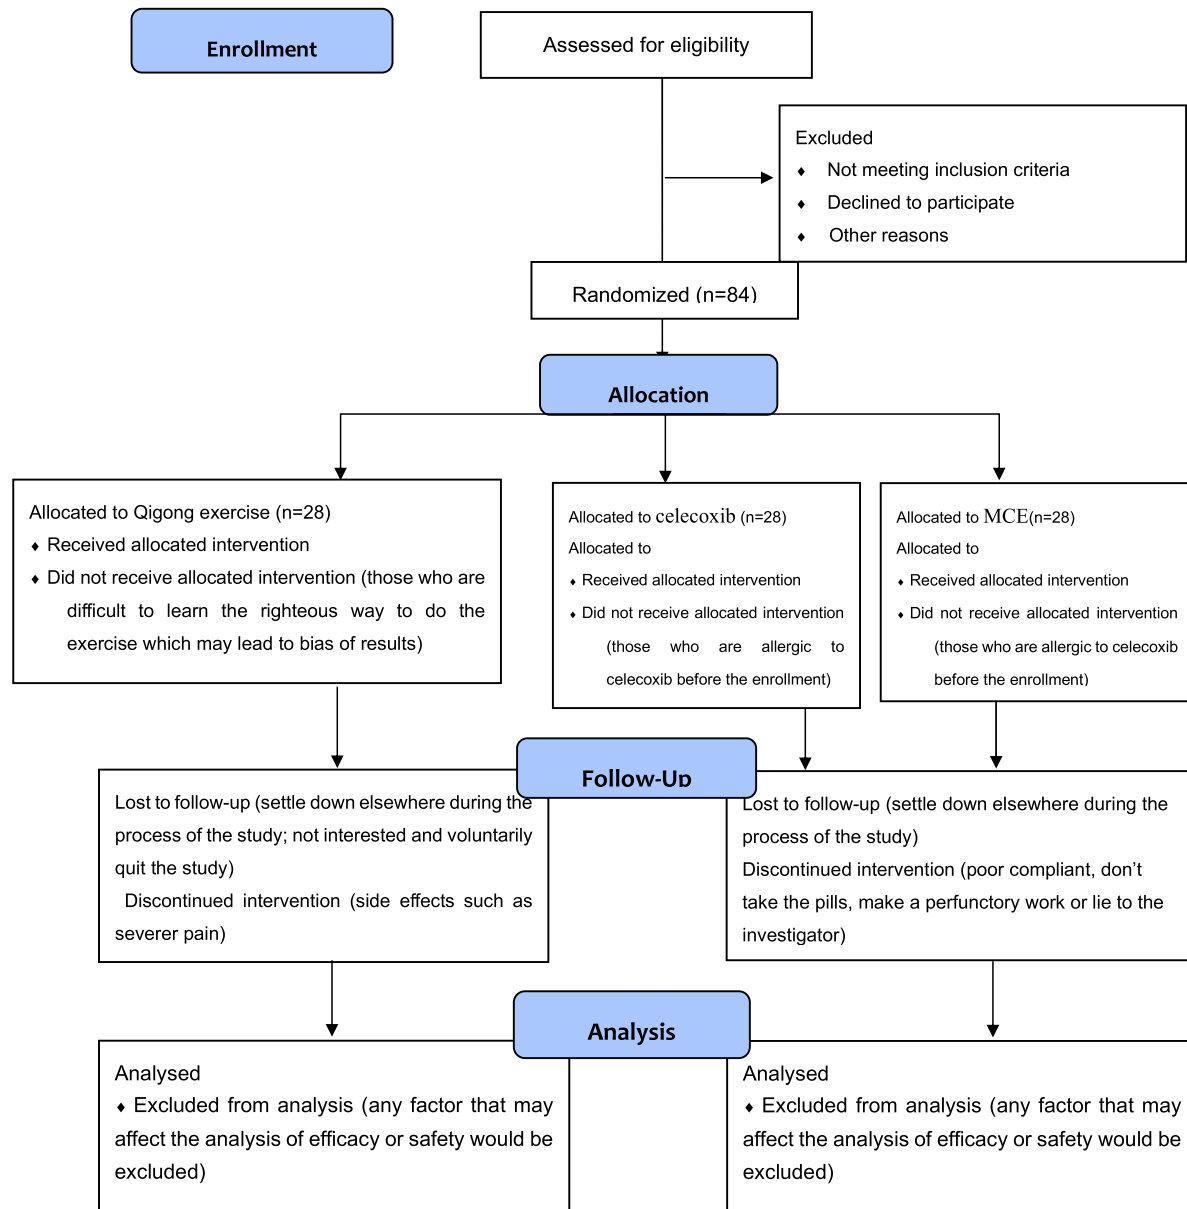 Enrollment
Assessed for eligibility
Excluded
♦ Not meeting inclusion criteria
♦ Declined to participate
♦ Other reasons
Randomized (n=84)
Allocation
Allocated to Qigong exercise (n=28)
♦ Received allocated intervention
♦ Did not receive allocated intervention (those who are
difficult to learn the righteous way to do the
exercise which may lead to bias of results)
Allocated to celecoxib (n=28)
Allocated to
♦ Received allocated intervention
♦ Did not receive allocated intervention
(those who are allergic to
celecoxib before the enrollment)
Allocated to MCE(n=28)
Allocated to
♦ Received allocated intervention
♦ Did not receive allocated intervention
(those who are allergic to celecoxib
before the enrollment)
Follow-Up
Lost to follow-up (settle down elsewhere during the
process of the study; not interested and voluntarily
quit the study)
Discontinued intervention (side effects such as
severer pain)
Lost to follow-up (settle down elsewhere during the
process of the study)
Discontinued intervention (poor compliant, don't
take the pills, make a perfunctory work or lie to the
investigator)
Analysis
Analysed
♦ Excluded from analysis (any factor that may
affect the analysis of efficacy or safety would be
excluded)
Analysed
♦ Excluded from analysis (any factor that may
affect the analysis of efficacy or safety would be
excluded)